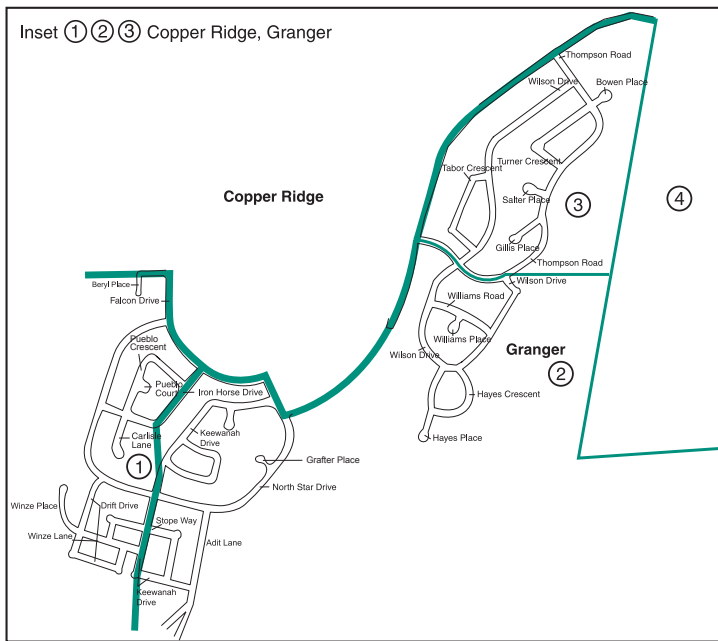 Inset 1 2 3 Copper Ridge, Granger
Thompson Road
Wilson Drive
Bowen Place
Turner Crescent
Tabor Crescent
Copper Ridge
Salter Place
3
4
Gillis Place
Thompson Road
Beryl Place
Wilson Drive
Falcon Drive
Williams Road
Williams Place
Pueblo
Crescent
Wilson Drive
Granger
2
Pueblo
Court
Iron Horse Drive
Hayes Crescent
Keewanah
Drive
Carlisle
Lane
Hayes Place
1
Grafter Place
North Star Drive
Winze Place
Drift Drive
Stope Way
Winze Lane
Adit Lane
Keewanah
Drive